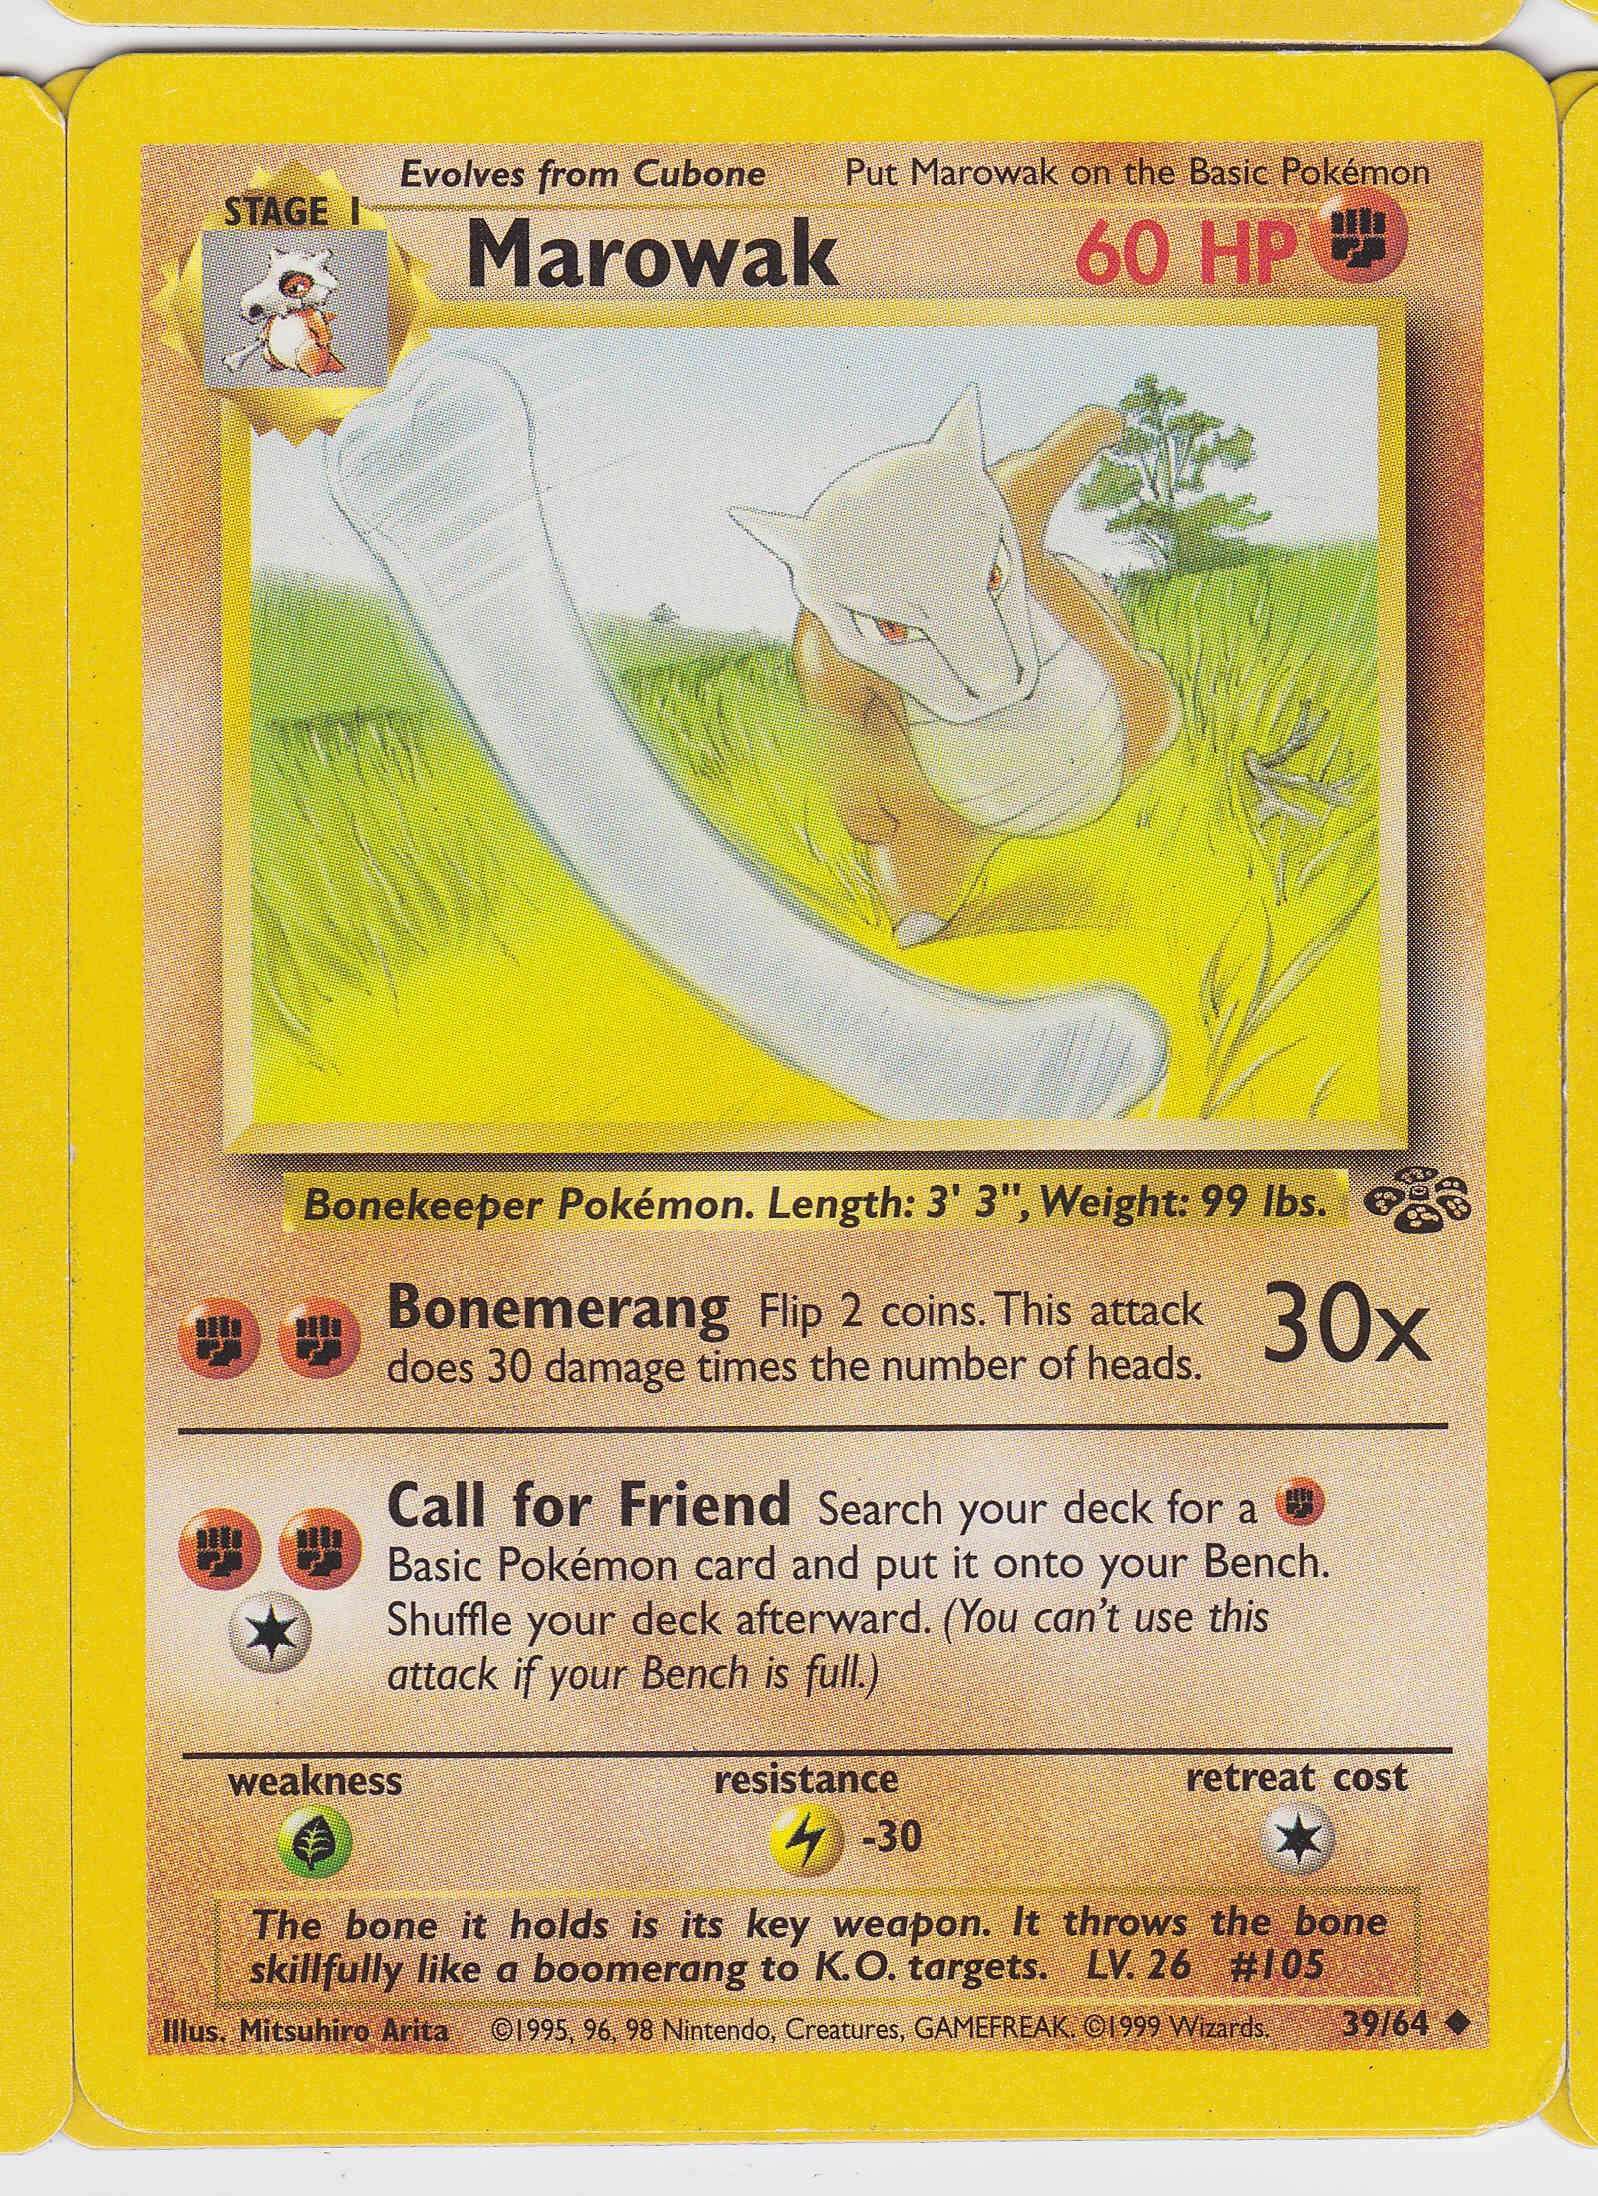 Evolves from Cubone Put Marowak on the Basic Pokémon
STAGE 1
Marowak 60 HP
Bonekeeper Pokémon. Length: 3' 3", Weight: 99 lbs.
Bonemerang Flip 2 coins. This attack 30x
does 30 damage times the number of heads.
Call for Friend Search your deck for a
Basic Pokémon card and put it onto your Bench.
Shuffle your deck afterward. (You can't use this
attack if your Bench is full.)
weakness resistance retreat cost
-30
The bone it holds is its key weapon. It throws the bone
skillfully like a boomerang to K.O. targets. LV. 26 #105
Illus. Mitsuhiro Arita ©1995, 96, 98 Nintendo, Creatures, GAMEFREAK. ©1999 Wizards. 39/64